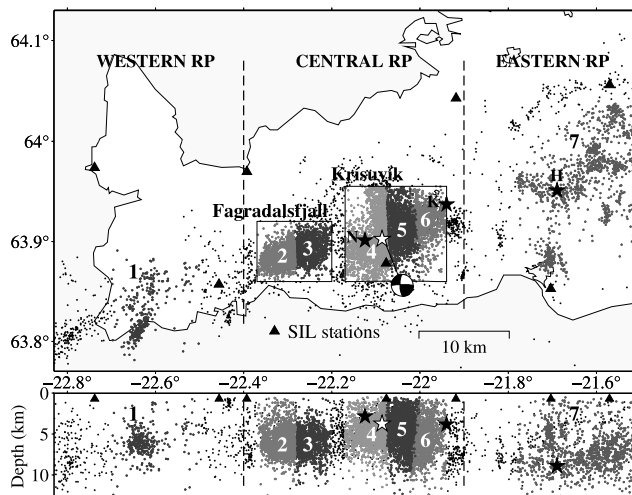 64.1°
WESTERN RP CENTRAL RP EASTERN RP
64°
7
Krisuvik
H
K
Fagradalsfjall
6
63.9°
5
N
4
3
2
1
63.8°
SIL stations
10 km
−22.8° −22.6° −22.4° −22.2° −22° −21.8° −21.6°
0
1 7
Depth (km)
5
2 3 4 5 6
10